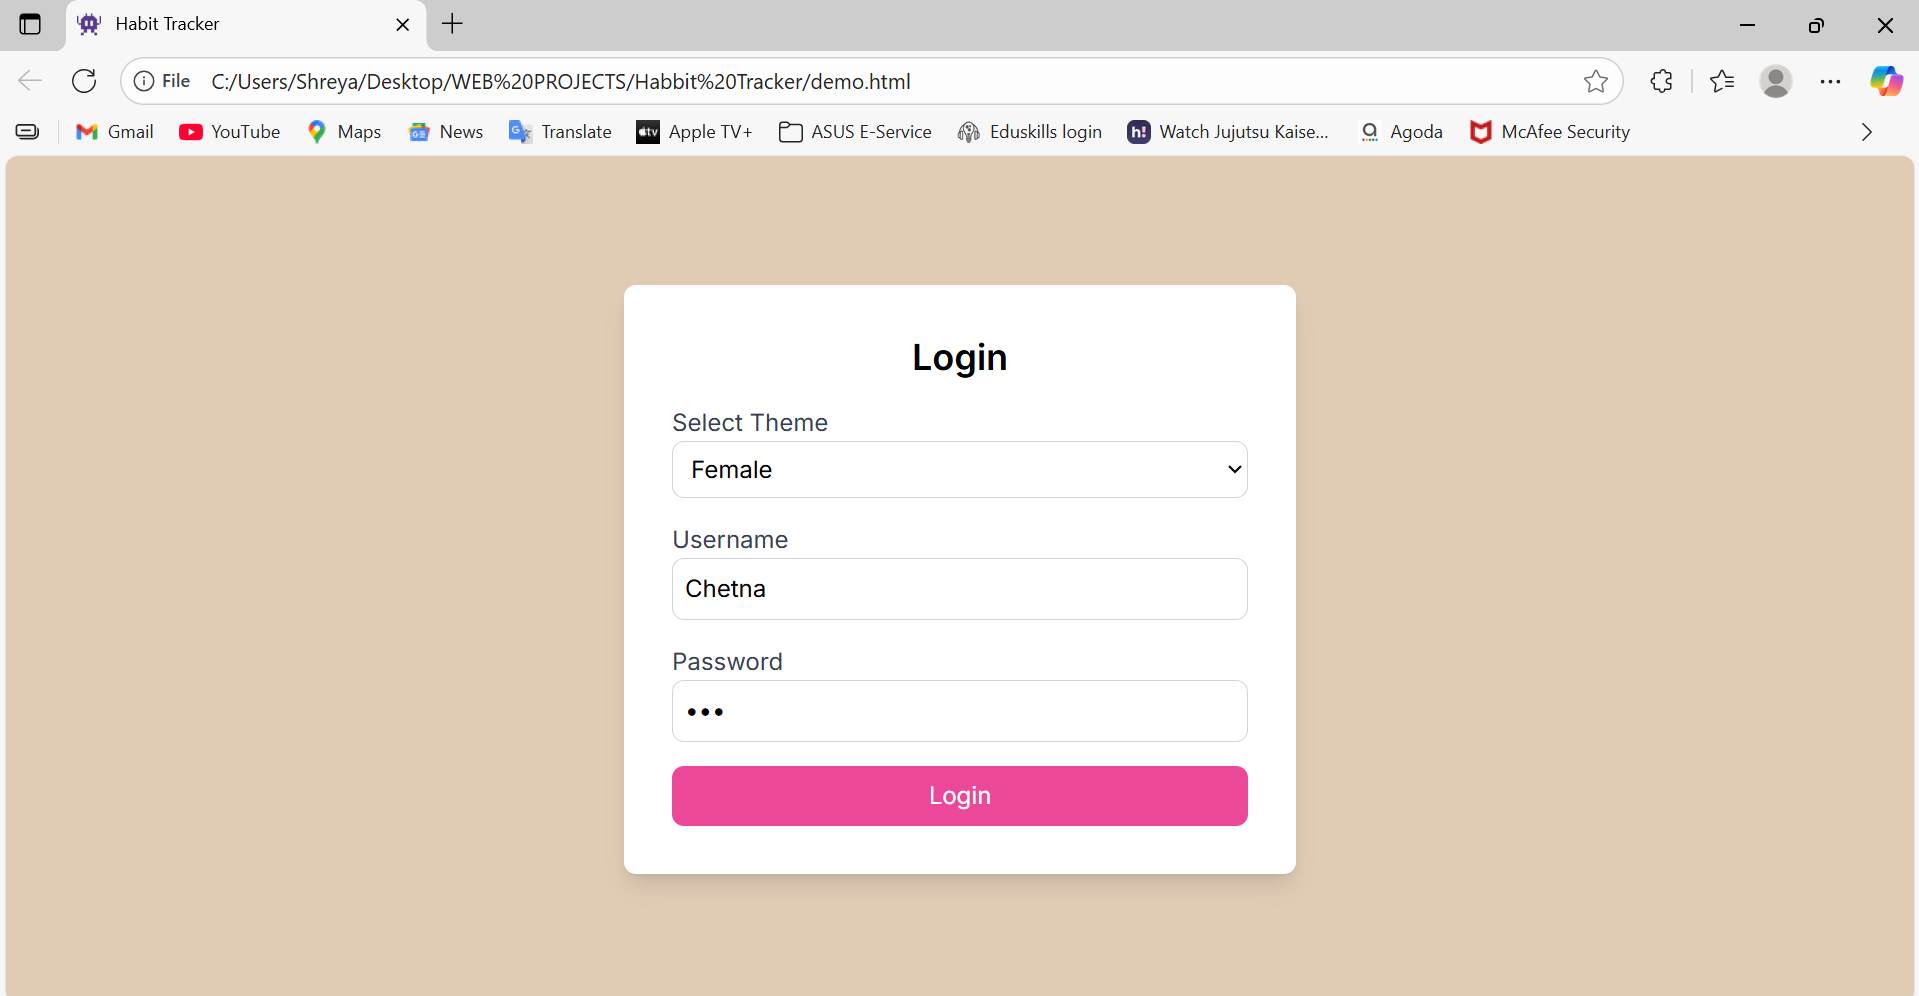 Habit Tracker
File C:/Users/Shreya/Desktop/WEB%20PROJECTS/Habbit%20Tracker/demo.html
Gmail YouTube Maps News Translate tv Apple TV+ ASUS E-Service Eduskills login h! Watch Jujutsu Kaise... Agoda McAfee Security
Login
Select Theme
Female
Username
Chetna
Password
•••
Login